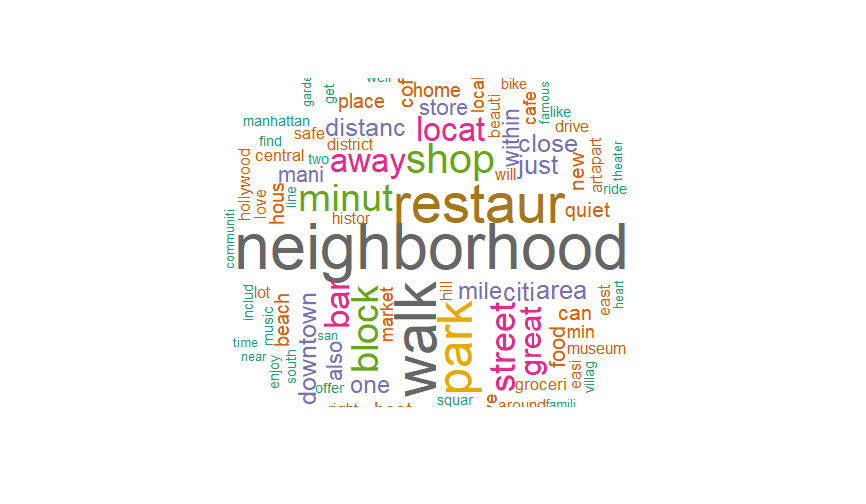 garde
get
place
cof
home
store
local
beauti
bike
cafe
famous
like
drive
manhattan
find
safe
distanc
locat
within
close
central
two
district
away
shop
will
just
new
art
apart
theater
ride
hollywood
love
hous
line
mani
minut
histor
restaur
quiet
communiti
neighborhood
includ
lot
music
beach
time
near
enjoy
south
downtown
san
also
offer
bar
block
one
market
walk
hill
park
squar
mile
citi
area
street
great
groceri
food
can
min
museum
easi
villag
east
heart
around
famili